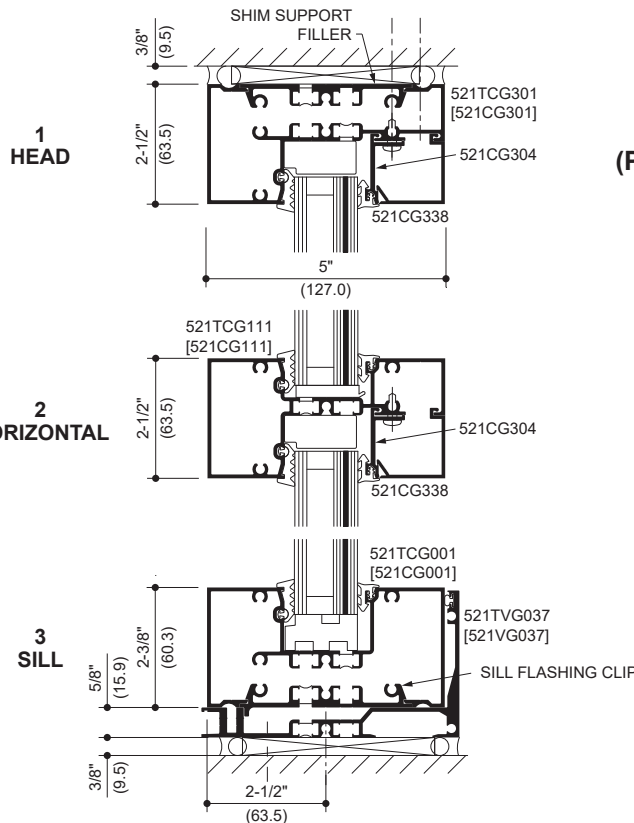 SHIM SUPPORT
FILLER
3/8"
(9.5)
521TCG301
[521CG301]
1
HEAD
2-1/2"
(63.5)
521CG304
(P
521CG338
5"
(127.0)
521TCG111
[521CG111]
2
ORIZONTAL
2-1/2"
(63.5)
521CG304
521CG338
521TCG001
[521CG001]
3
SILL
2-3/8"
(60.3)
521TVG037
[521VG037]
5/8"
(15.9)
SILL FLASHING CLIP
3/8"
(9.5)
2-1/2"
(63.5)